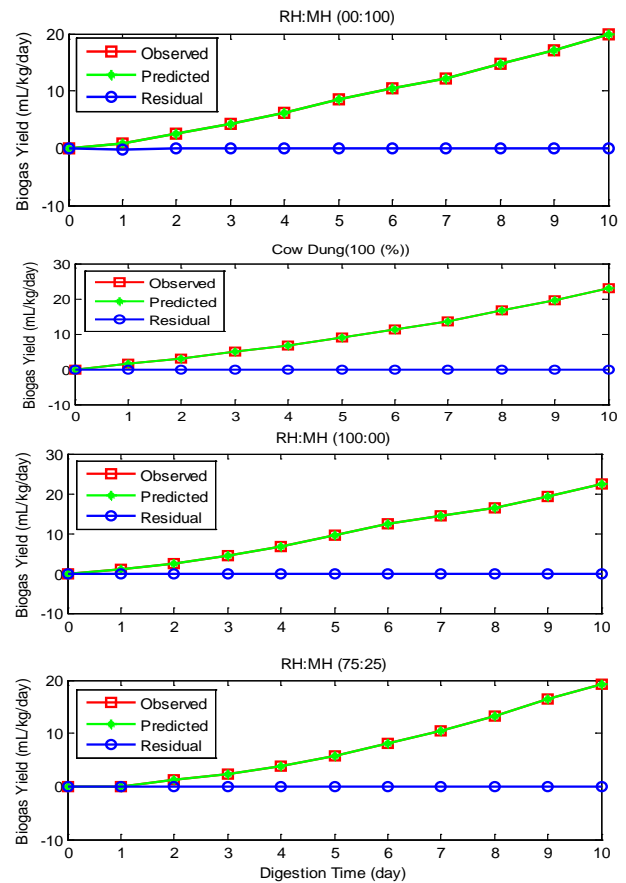 RH:MH (00:100)
Biogas Yield (mL/kg/day)
20
10
0
-10
Observed
Predicted
Residual
0 1 2 3 4 5 6 7 8 9 10
Cow Dung(100 (%))
Biogas Yield (mL/kg/day)
30
20
10
0
-10
Observed
Predicted
Residual
0 1 2 3 4 5 6 7 8 9 10
RH:MH (100:00)
Biogas Yield (mL/kg/day)
30
20
10
0
-10
Observed
Predicted
Residual
0 1 2 3 4 5 6 7 8 9 10
RH:MH (75:25)
Biogas Yield (mL/kg/day)
20
10
0
-10
Observed
Predicted
Residual
0 1 2 3 4 5 6 7 8 9 10
Digestion Time (day)